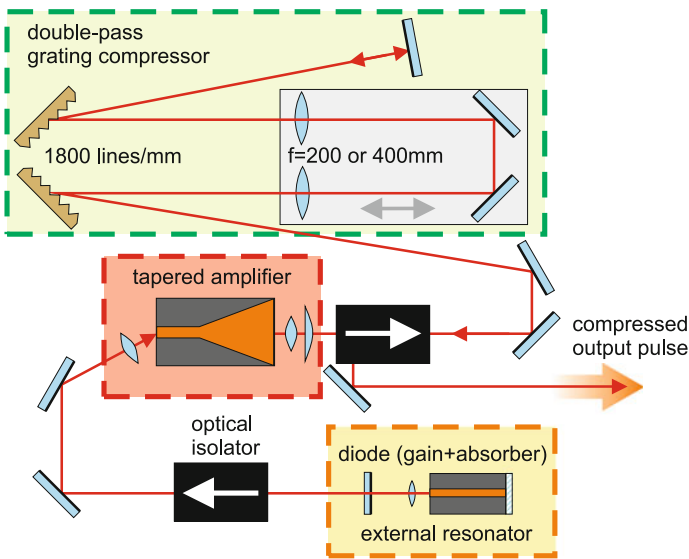 double-pass
grating compressor
1800 lines/mm
f=200 or 400mm
tapered amplifier
compressed
output pulse
optical
isolator
diode (gain+absorber)
external resonator